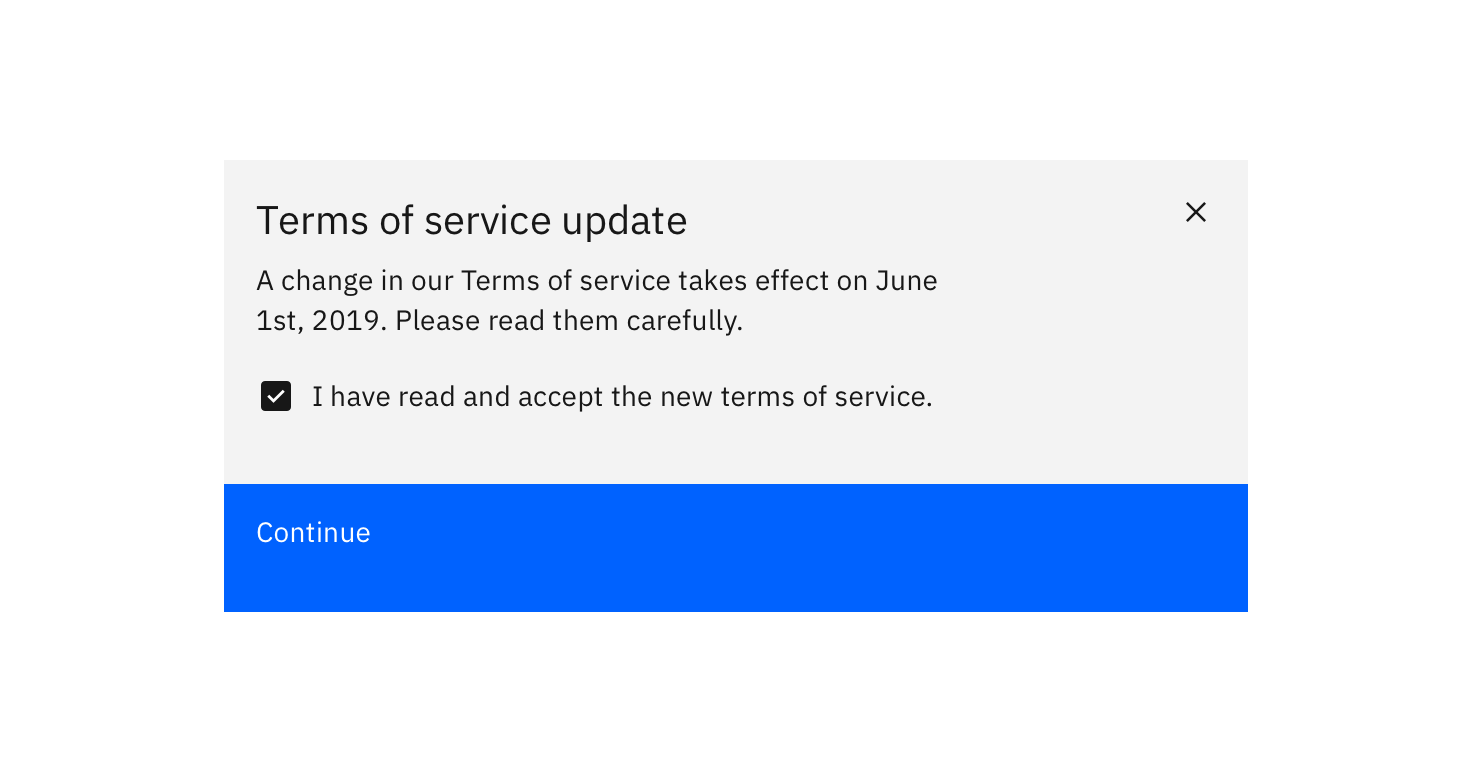 Terms of service update
A change in our Terms of service takes effect on June
1st, 2019. Please read them carefully.
I have read and accept the new terms of service.
Continue